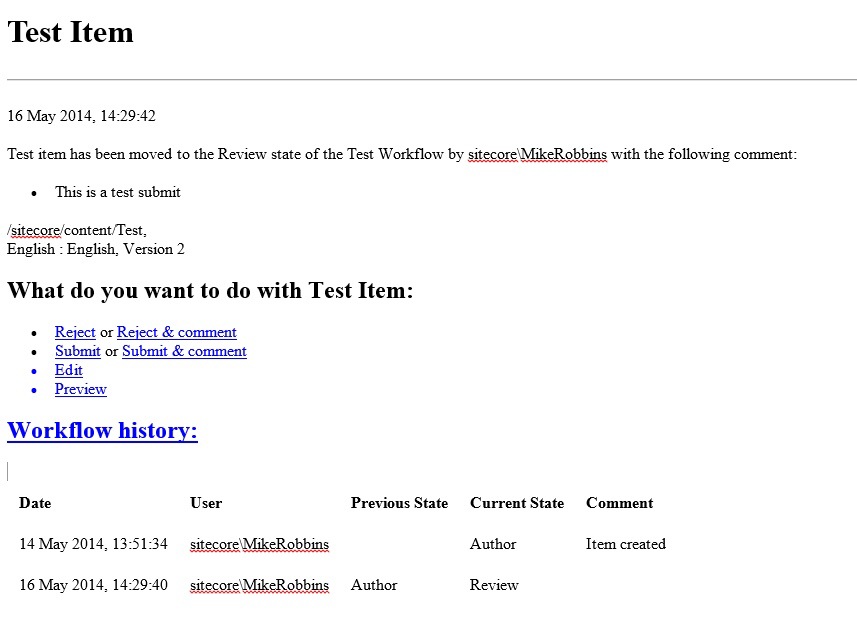 Test Item
16 May 2014, 14:29:42
Test item has been moved to the Review state of the Test Workflow by sitecore\MikeRobbins with the following comment:
• This is a test submit
/sitecore/content/Test,
English : English, Version 2
What do you want to do with Test Item:
• Reject or Reject & comment
• Submit or Submit & comment
• Edit
• Preview
Workflow history:
Date User Previous State Current State Comment
14 May 2014, 13:51:34 sitecore\MikeRobbins Author Item created
16 May 2014, 14:29:40 sitecore\MikeRobbins Author Review